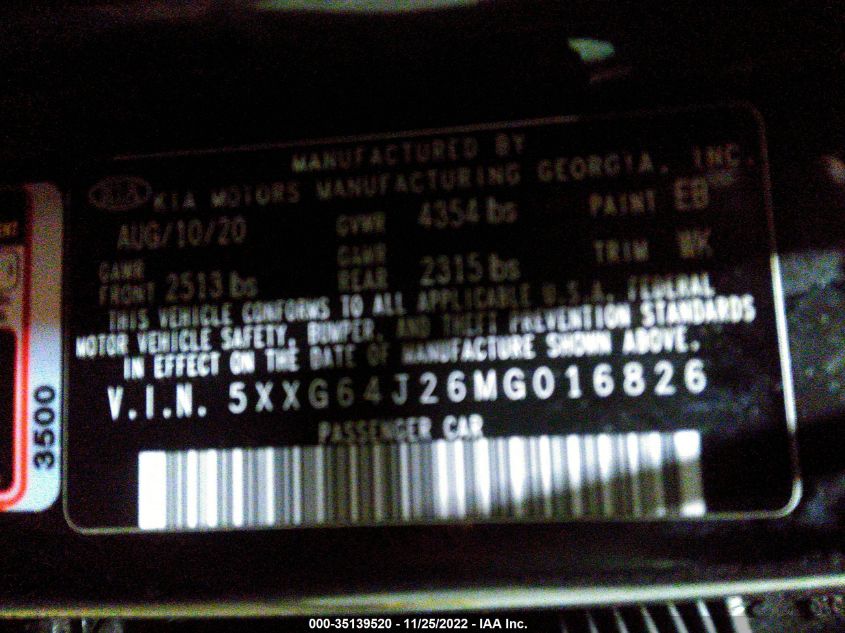 MANUFACTURED BY
KIA KIA MOTORS MANUFACTURING GEORGIA, INC.
AUG/10/20 GVWR 4354 lbs PAINT EB
GAWR FRONT 2513 lbs GAWR REAR 2315 lbs TRIM WK
THIS VEHICLE CONFORMS TO ALL APPLICABLE U.S.A. FEDERAL
MOTOR VEHICLE SAFETY, BUMPER, AND THEFT PREVENTION STANDARDS
IN EFFECT ON THE DATE OF MANUFACTURE SHOWN ABOVE.
V.I.N. 5XXG64J26MG016826
PASSENGER CAR
3500
000-35139520 - 11/25/2022 - IAA Inc.